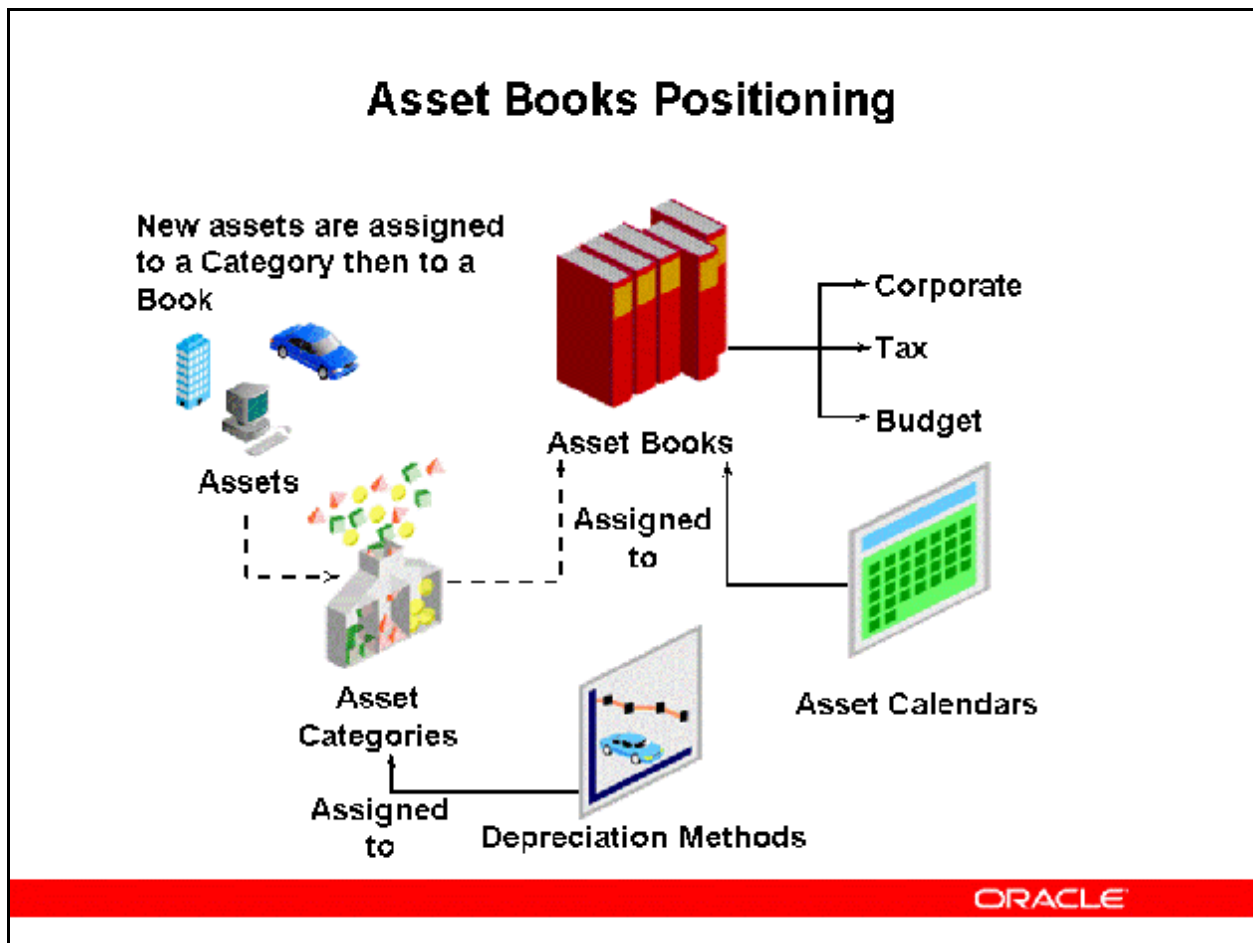 Asset Books Positioning
New assets are assigned
to a Category then to a
Book
Corporate
Tax
Budget
Asset Books
Assets
Assigned
to
Asset
Categories
Asset Calendars
Assigned
to
Depreciation Methods
ORACLE